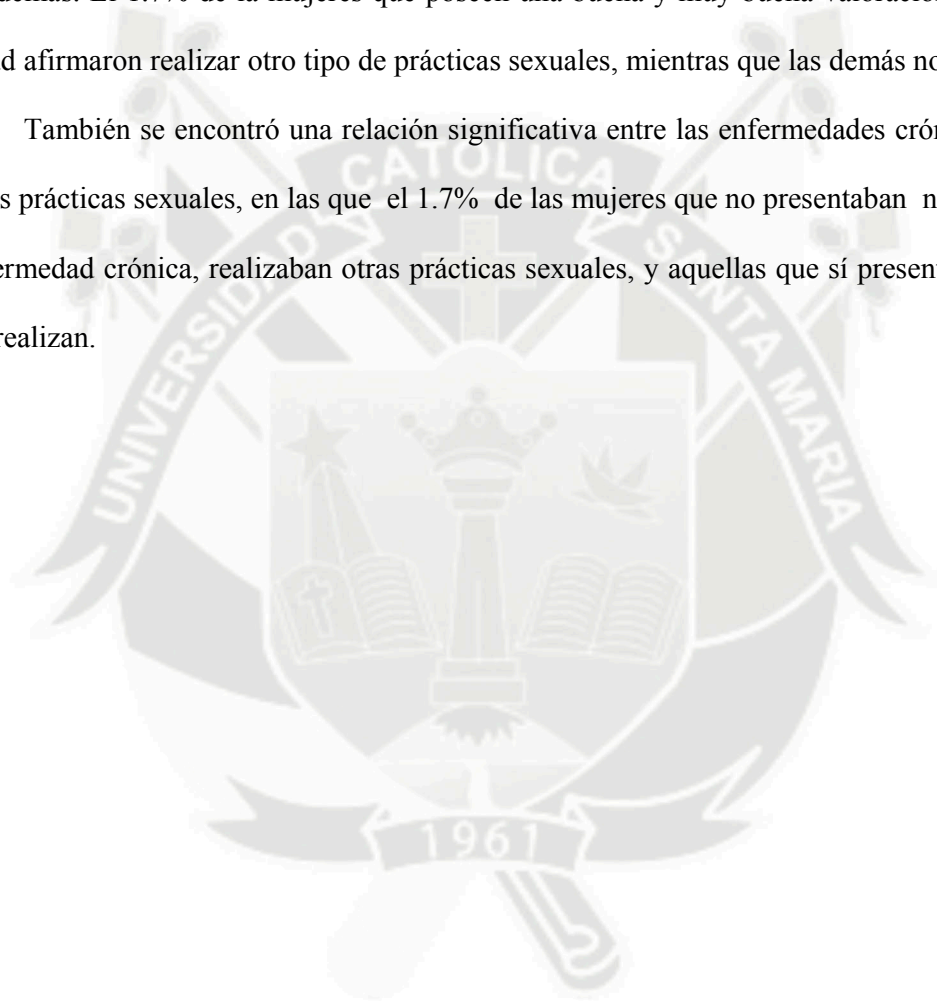 demás. El 1.7% de la mujeres que poseen una buena y muy buena valoración
d afirmaron realizar otro tipo de prácticas sexuales, mientras que las demás no
También se encontró una relación significativa entre las enfermedades crón
s prácticas sexuales, en las que el 1.7% de las mujeres que no presentaban n
ermedad crónica, realizaban otras prácticas sexuales, y aquellas que sí present
realizan.
UNIVERSIDAD CATOLICA SANTA MARIA
1961